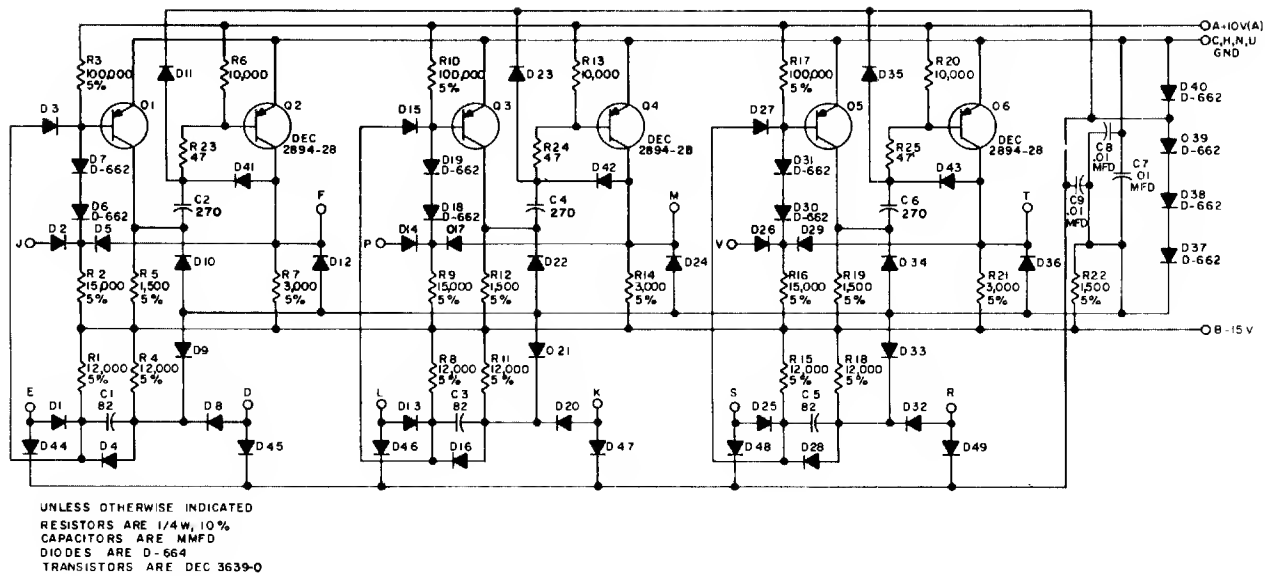 A+10V(A)
C,H,N,U
GND
R3
100,000
5%
D11
R6
10,000
R10
100,000
5%
D23
R13
10,000
R17
100,000
5%
D35
R20
10,000
D40
D-662
D3
Q1
Q2
DEC
2894-2B
D15
Q3
Q4
DEC
2894-2B
D27
Q5
Q6
DEC
2894-2B
D39
D-662
C8
.01
MFD
C7
.01
MFD
C9
.01
MFD
D7
D-662
R23
47
D41
D19
D-662
R24
47
D42
D31
D-662
R25
47
D43
D38
D-662
D6
D-662
C2
270
F
D18
D-662
C4
270
M
D30
D-662
C6
270
T
J
D2
D5
P
D14
D17
V
D26
D29
D37
D-662
R2
15,000
5%
R5
1,500
5%
D10
R7
3,000
5%
D12
R9
15,000
5%
R12
1,500
5%
D22
R14
3,000
5%
D24
R16
15,000
5%
R19
1,500
5%
D34
R21
3,000
5%
D36
R22
1,500
5%
B-15V
R1
12,000
5%
R4
12,000
5%
D9
R8
12,000
5%
R11
12,000
5%
D21
R15
12,000
5%
R18
12,000
5%
D33
E
D1
C1
82
D8
D
L
D13
C3
82
D20
K
S
D25
C5
82
D32
R
D44
D4
D45
D46
D16
D47
D48
D28
D49
UNLESS OTHERWISE INDICATED
RESISTORS ARE 1/4W, 10%
CAPACITORS ARE MMFD
DIODES ARE D-664
TRANSISTORS ARE DEC 3639-0